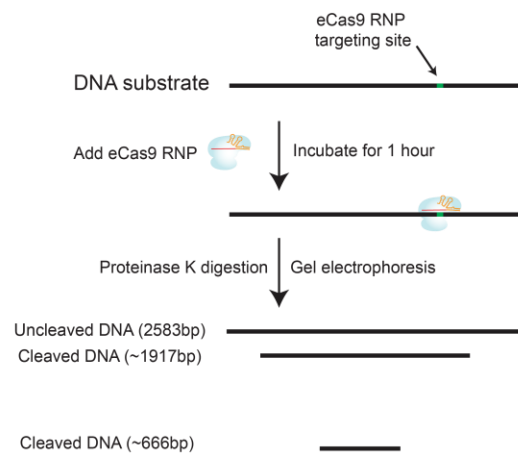 eCas9 RNP
targeting site
DNA substrate
Add eCas9 RNP
Incubate for 1 hour
Proteinase K digestion
Gel electrophoresis
Uncleaved DNA (2583bp)
Cleaved DNA (~1917bp)
Cleaved DNA (~666bp)